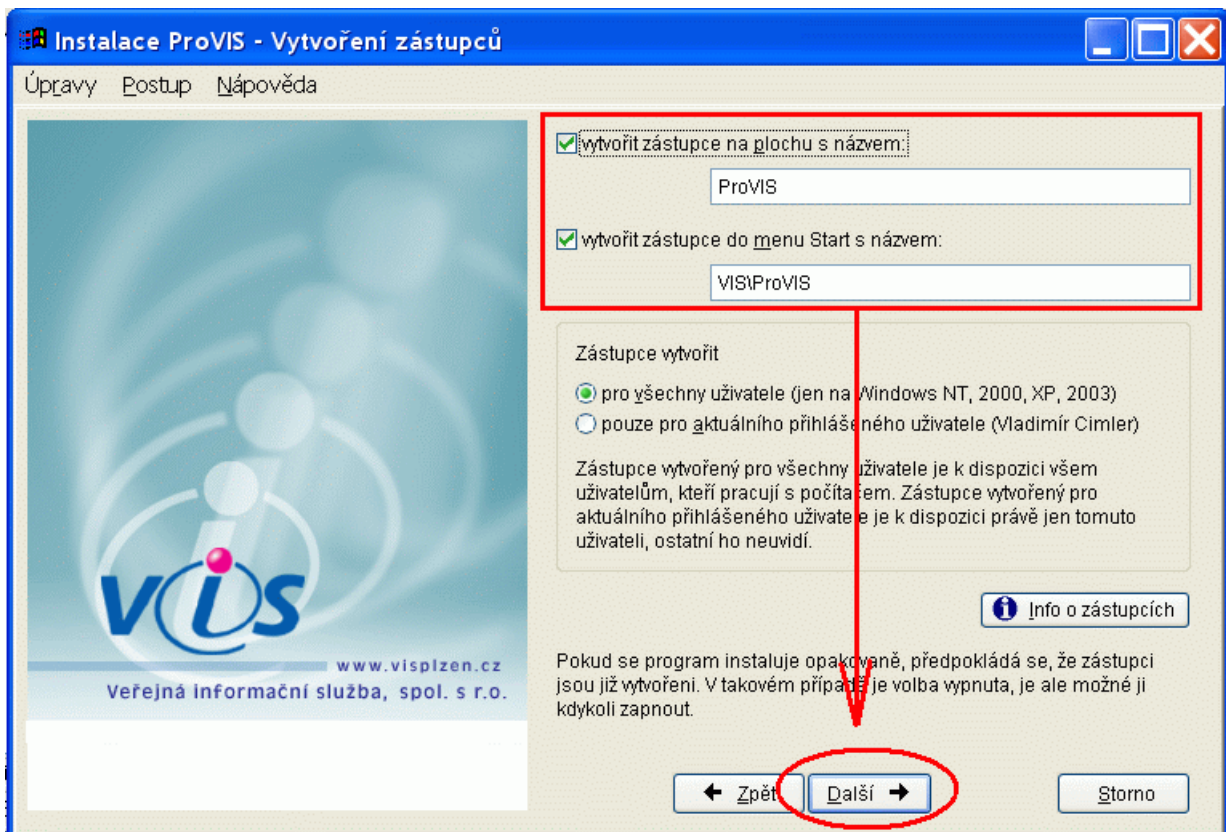 Instalace ProVIS - Vytvoření zástupců
Úpravy Postup Nápověda
vytvořit zástupce na plochu s názvem:
ProVIS
vytvořit zástupce do menu Start s názvem:
VIS\ProVIS
Zástupce vytvořit
pro všechny uživatele (jen na Windows NT, 2000, XP, 2003)
pouze pro aktuálního přihlášeného uživatele (Vladimír Cimler)
Zástupce vytvořený pro všechny uživatele je k dispozici všem
uživatelům, kteří pracují s počítačem. Zástupce vytvořený pro
aktuálního přihlášeného uživatele je k dispozici právě jen tomuto
uživateli, ostatní ho neuvidí.
Info o zástupcích
vis
www.visplzen.cz
Veřejná informační služba, spol. s r.o.
Pokud se program instaluje opakovaně, předpokládá se, že zástupci
jsou již vytvořeni. V takovém případě je volba vypnuta, je ale možné ji
kdykoli zapnout.
Zpět Další Storno